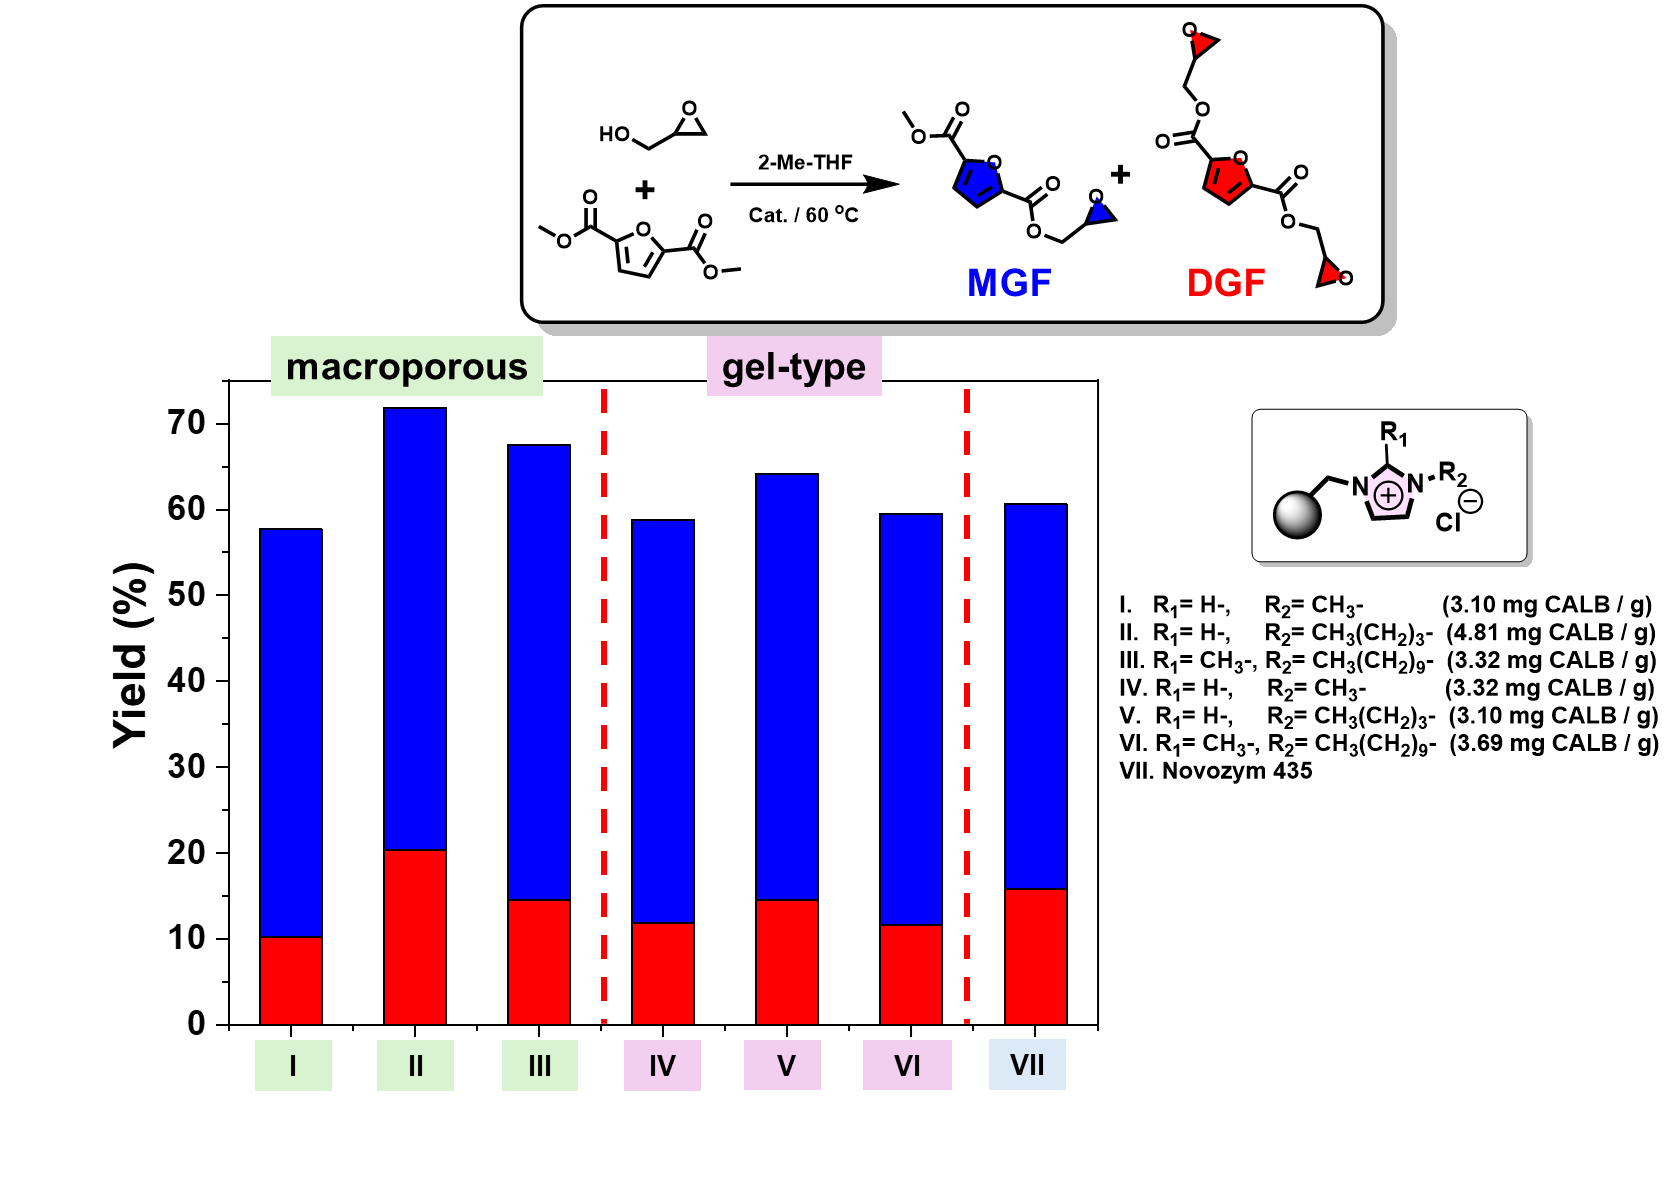 HO
O
+
O
O
O
O
O
2-Me-THF
Cat. / 60 °C
O
O
O
O
O
O
MGF
+
O
O
O
O
O
O
O
DGF
macroporous
gel-type
Yield (%)
70
60
50
40
30
20
10
0
I II III IV V VI VII
R₁
N N R₂
+
Cl −
I. R₁= H-, R₂= CH₃- (3.10 mg CALB / g)
II. R₁= H-, R₂= CH₃(CH₂)₃- (4.81 mg CALB / g)
III. R₁= CH₃-, R₂= CH₃(CH₂)₉- (3.32 mg CALB / g)
IV. R₁= H-, R₂= CH₃- (3.32 mg CALB / g)
V. R₁= H-, R₂= CH₃(CH₂)₃- (3.10 mg CALB / g)
VI. R₁= CH₃-, R₂= CH₃(CH₂)₉- (3.69 mg CALB / g)
VII. Novozym 435